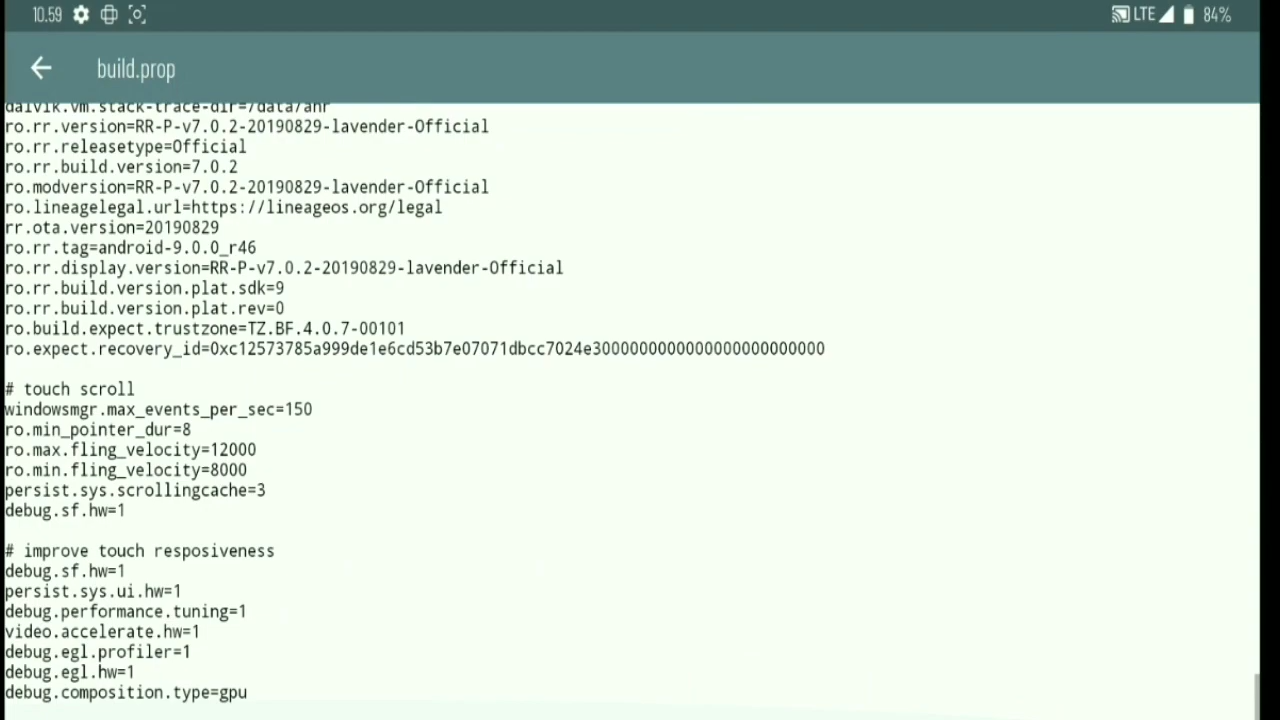 10.59
LTE
84%
build.prop
dalvik.vm.stack-trace-dir=/data/anr
ro.rr.version=RR-P-v7.0.2-20190829-lavender-Official
ro.rr.releasetype=Official
ro.rr.build.version=7.0.2
ro.modversion=RR-P-v7.0.2-20190829-lavender-Official
ro.lineagelegal.url=https://lineageos.org/legal
rr.ota.version=20190829
ro.rr.tag=android-9.0.0_r46
ro.rr.display.version=RR-P-v7.0.2-20190829-lavender-Official
ro.rr.build.version.plat.sdk=9
ro.rr.build.version.plat.rev=0
ro.build.expect.trustzone=TZ.BF.4.0.7-00101
ro.expect.recovery_id=0xc12573785a999de1e6cd53b7e07071dbcc7024e3000000000000000000000000

# touch scroll
windowsmgr.max_events_per_sec=150
ro.min_pointer_dur=8
ro.max.fling_velocity=12000
ro.min.fling_velocity=8000
persist.sys.scrollingcache=3
debug.sf.hw=1

# improve touch resposiveness
debug.sf.hw=1
persist.sys.ui.hw=1
debug.performance.tuning=1
video.accelerate.hw=1
debug.egl.profiler=1
debug.egl.hw=1
debug.composition.type=gpu